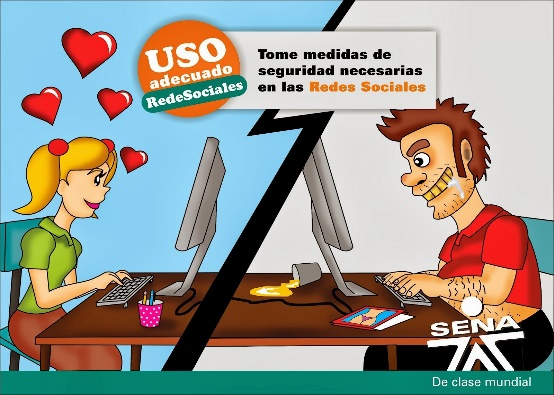 USO
adecuado
RedeSociales
Tome medidas de
seguridad necesarias
en las Redes Sociales
SENA
De clase mundial